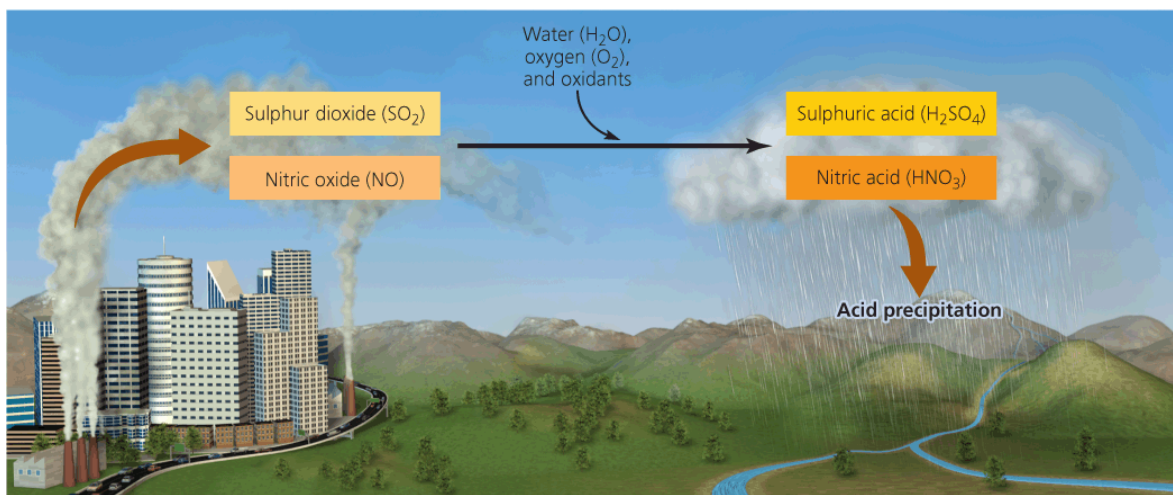 Water (H₂O),
oxygen (O₂),
and oxidants
Sulphur dioxide (SO₂)
Sulphuric acid (H₂SO₄)
Nitric oxide (NO)
Nitric acid (HNO₃)
Acid precipitation